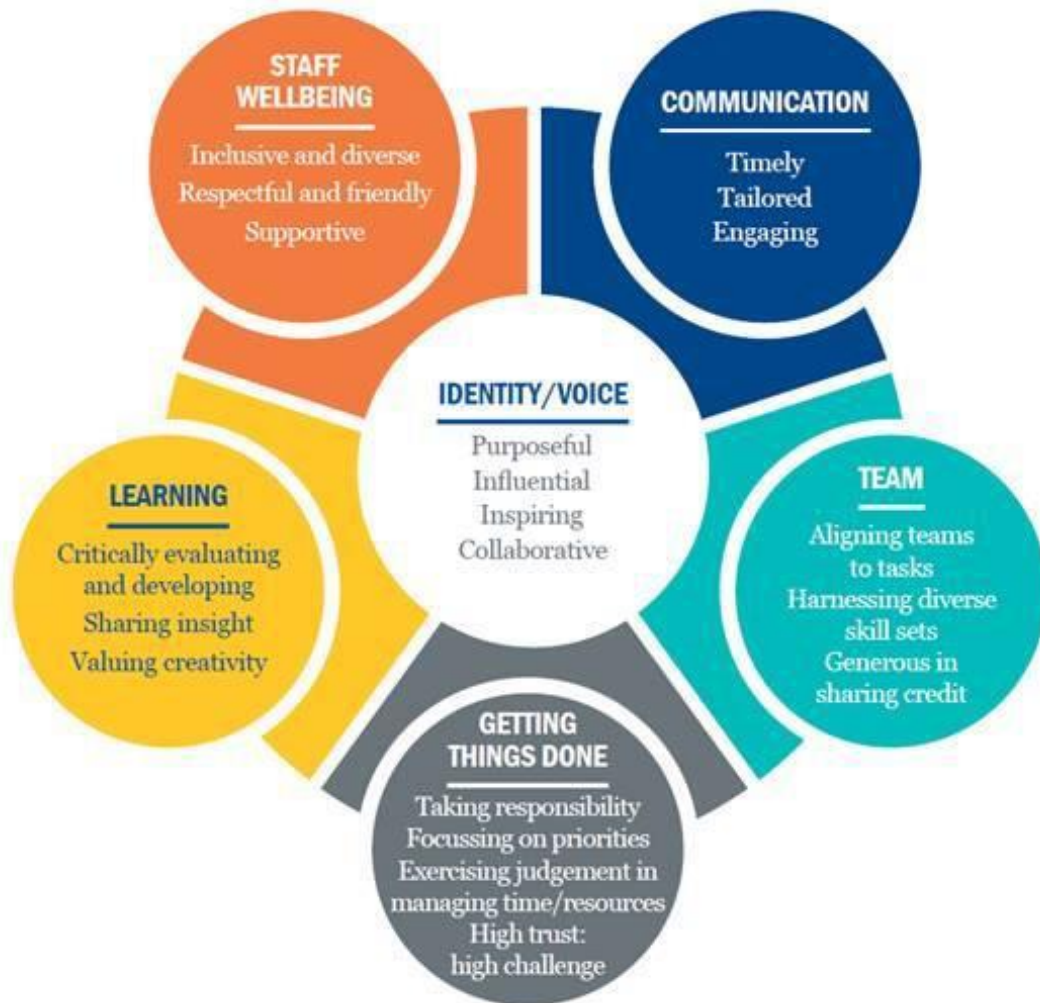 STAFF
WELLBEING
Inclusive and diverse
Respectful and friendly
Supportive
COMMUNICATION
Timely
Tailored
Engaging
IDENTITY/VOICE
Purposeful
Influential
Inspiring
Collaborative
LEARNING
Critically evaluating
and developing
Sharing insight
Valuing creativity
TEAM
Aligning teams
to tasks
Harnessing diverse
skill sets
Generous in
sharing credit
GETTING
THINGS DONE
Taking responsibility
Focussing on priorities
Exercising judgement in
managing time/resources
High trust:
high challenge